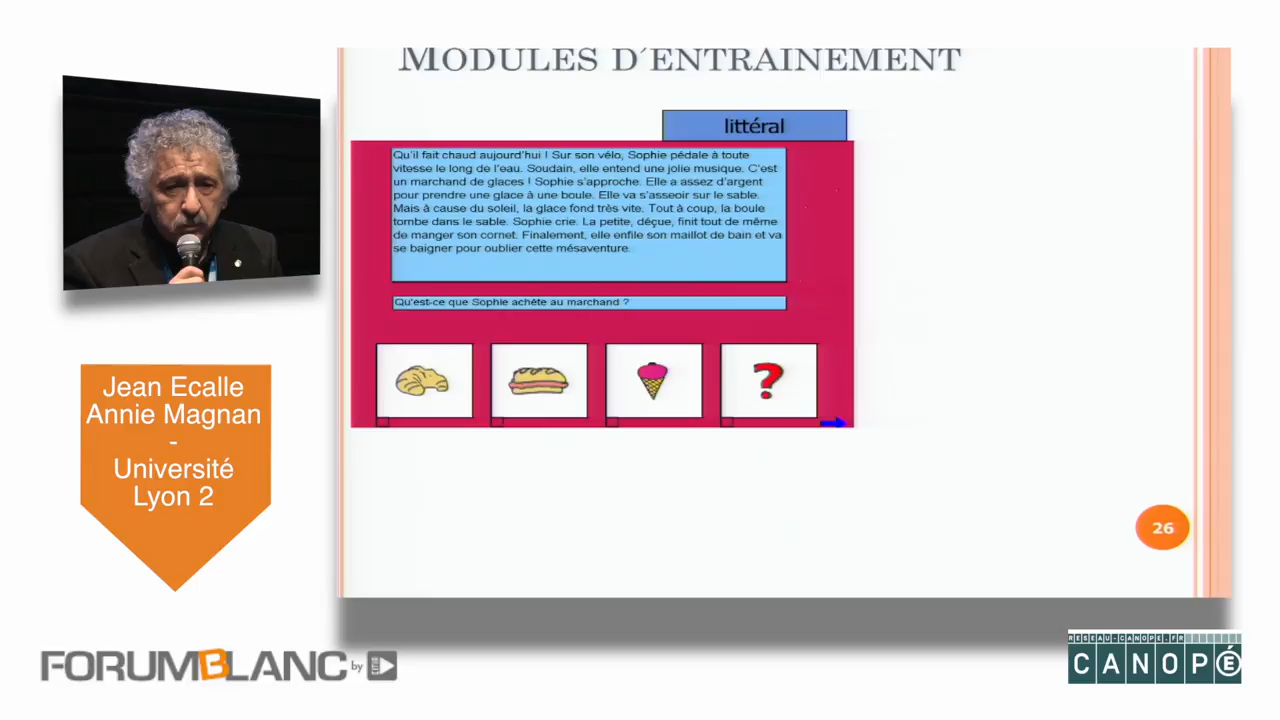 MODULES D'ENTRAINEMENT
littéral
Qu'il fait chaud aujourd'hui ! Sur son vélo, Sophie pédale à toute
vitesse le long de l'eau. Soudain, elle entend une jolie musique. C'est
un marchand de glaces ! Sophie s'approche. Elle a assez d'argent
pour prendre une glace à une boule. Elle va s'asseoir sur le sable.
Mais à cause du soleil, la glace fond très vite. Tout à coup, la boule
tombe dans le sable. Sophie crie. La petite, déçue, finit tout de même
de manger son cornet. Finalement, elle enfile son maillot de bain et va
se baigner pour oublier cette mésaventure.
Qu'est-ce que Sophie achète au marchand ?
?
26
Jean Ecalle
Annie Magnan
-
Université
Lyon 2
FORUMBLANC by
RESEAU-CANOPE.FR
CANOPÉ